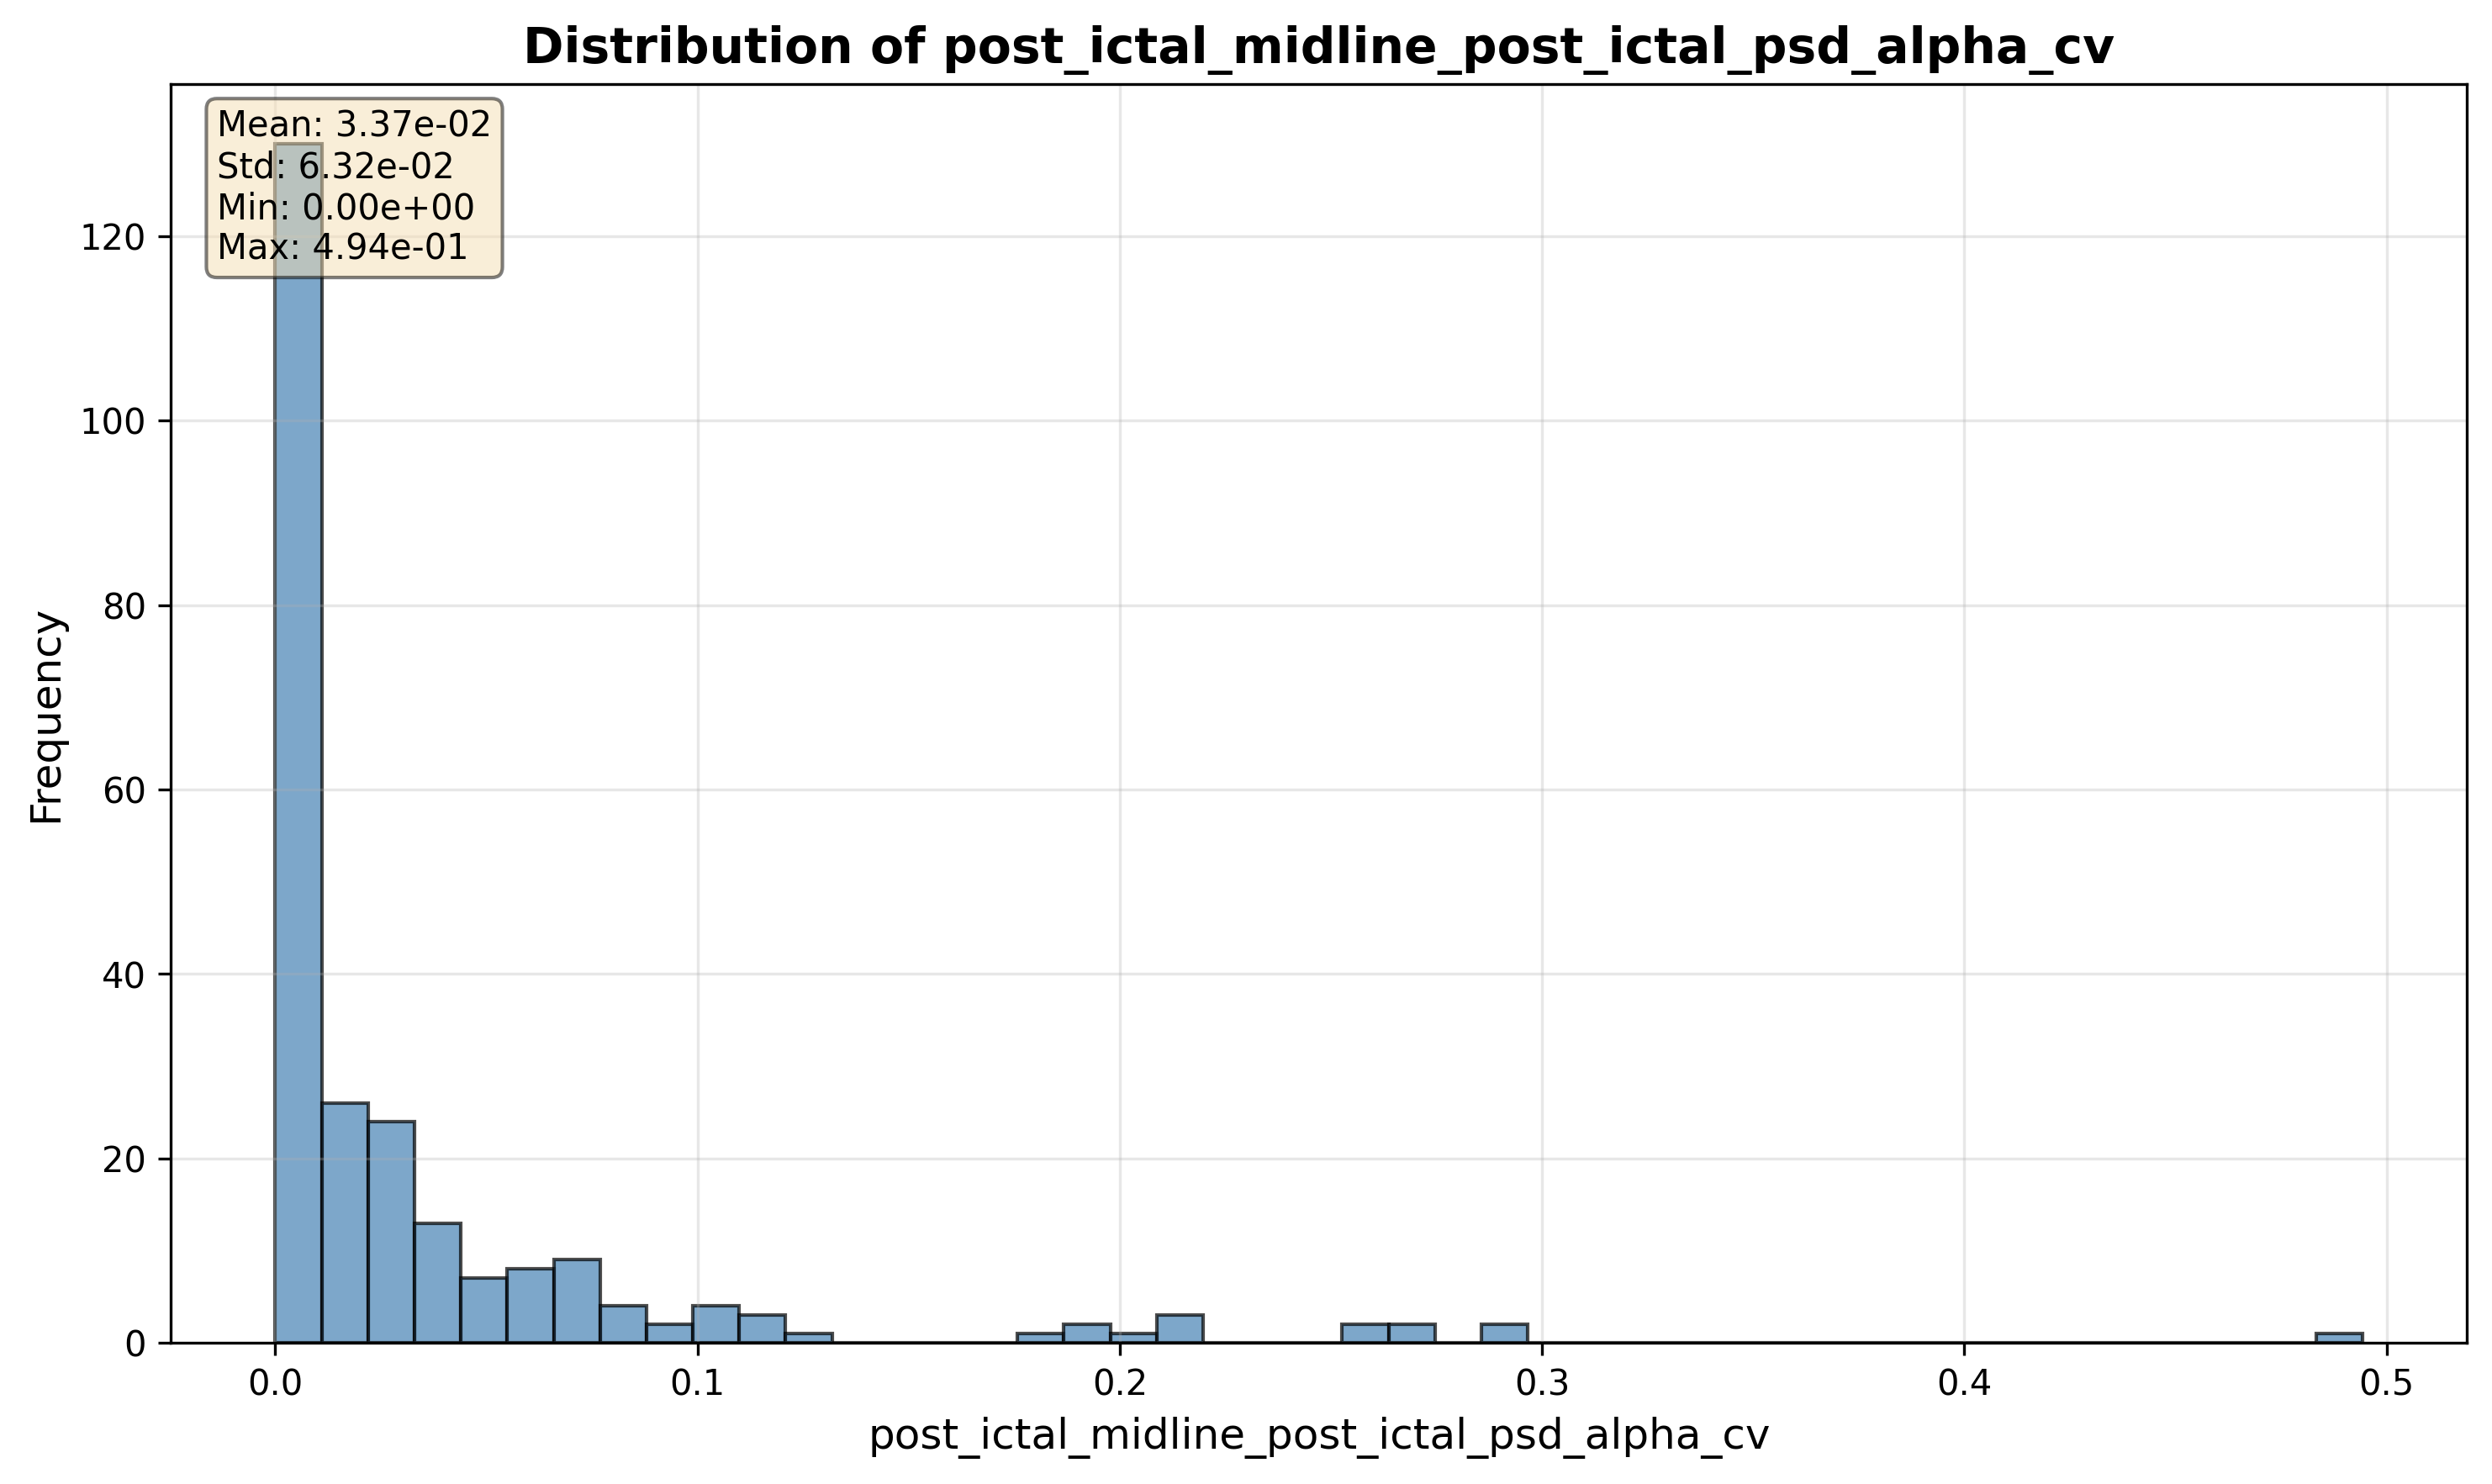 Distribution of post_ictal_midline_post_ictal_psd_alpha_cv
Mean: 3.37e-02
Std: 6.32e-02
Min: 0.00e+00
Max: 4.94e-01
Frequency
120
100
80
60
40
20
0
0.0 0.1 0.2 0.3 0.4 0.5
post_ictal_midline_post_ictal_psd_alpha_cv